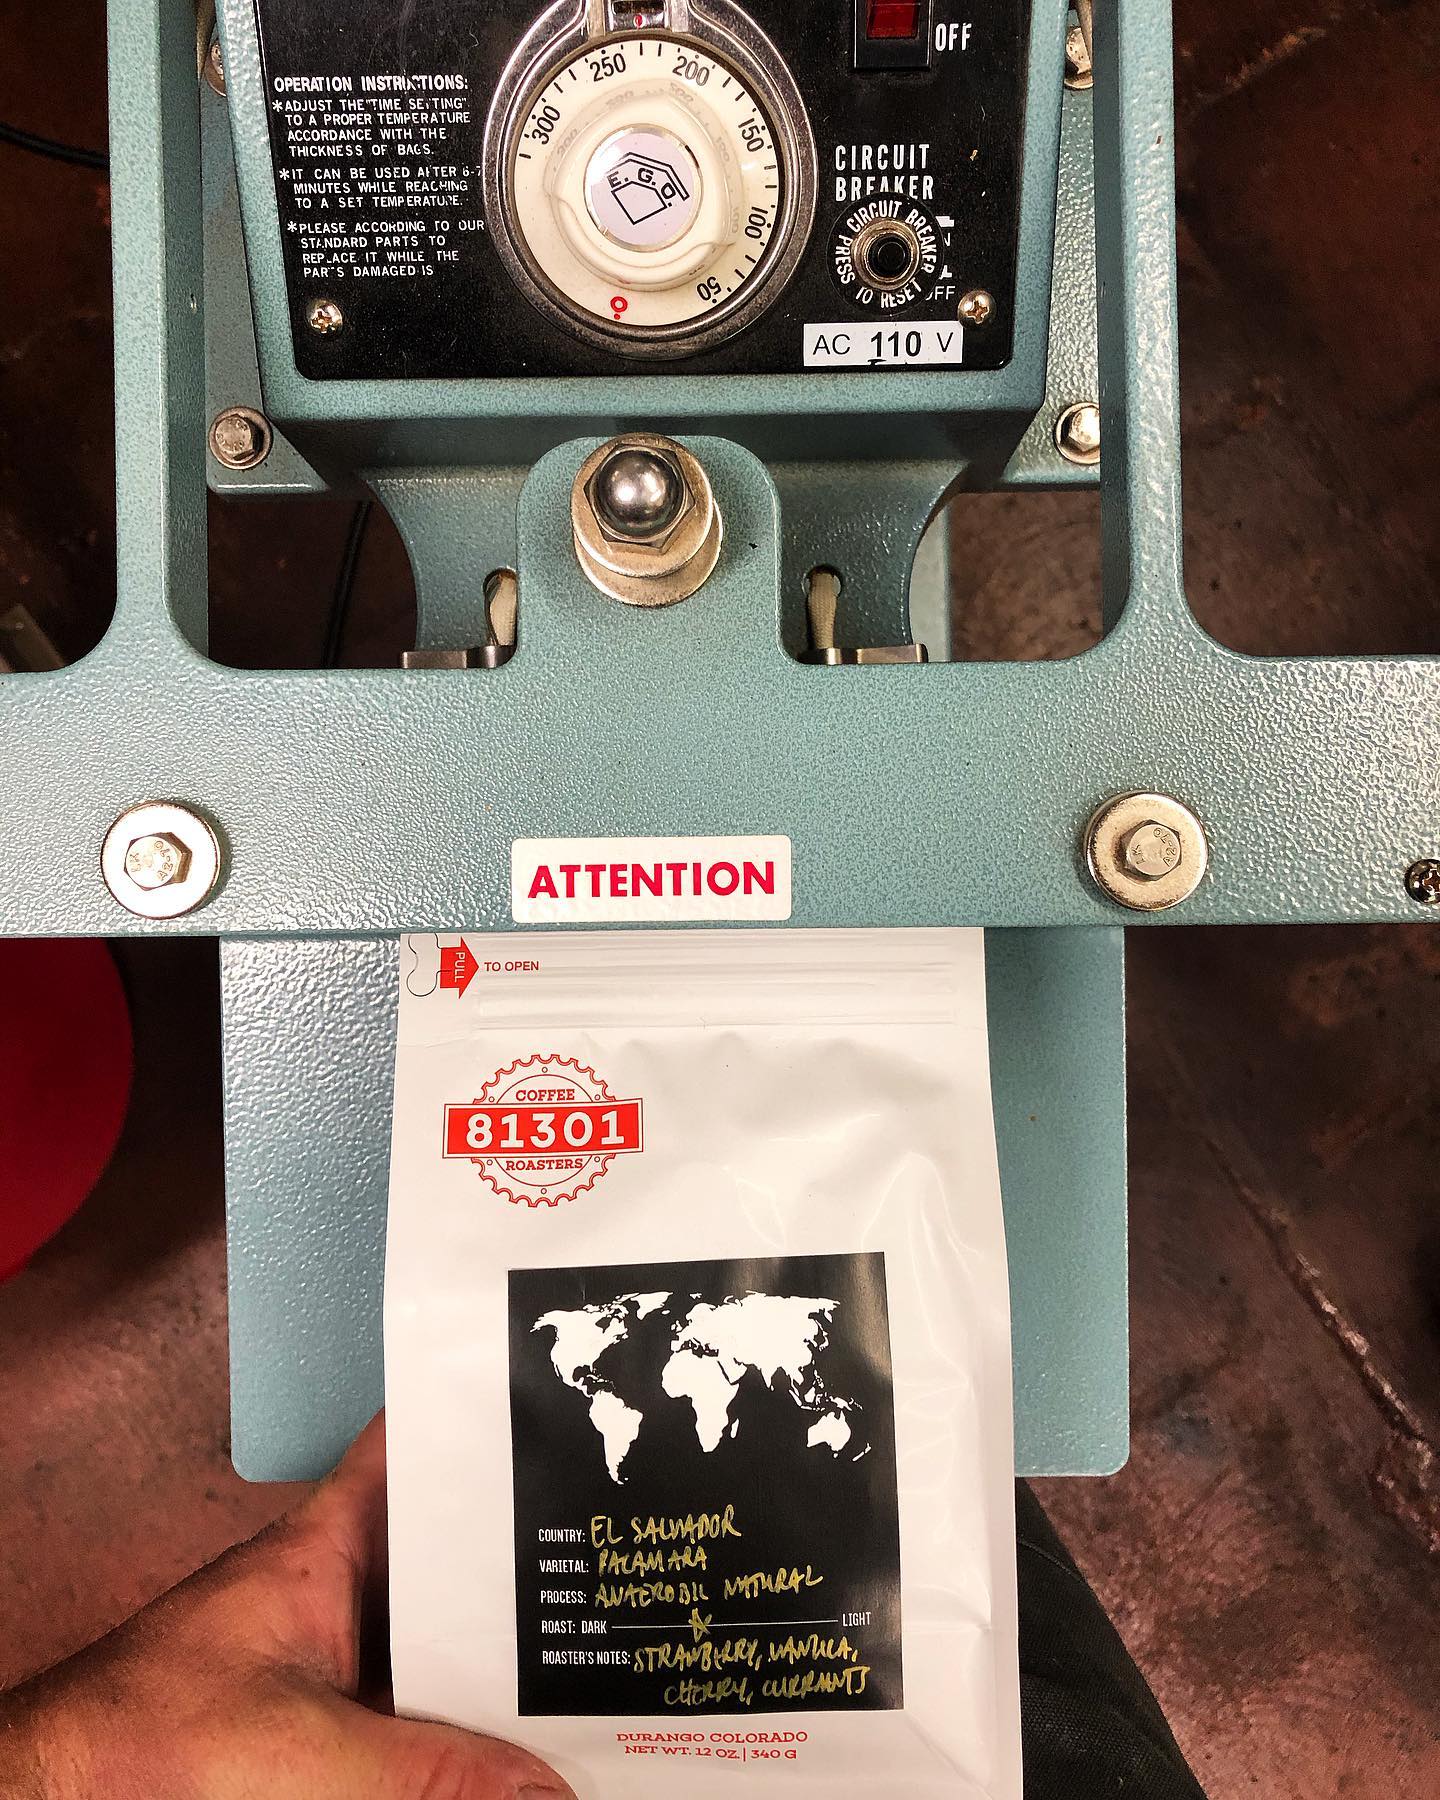 OFF
OPERATION INSTRUCTIONS:
*ADJUST THE "TIME SETTING"
TO A PROPER TEMPERATURE
ACCORDANCE WITH THE
THICKNESS OF BAGS.
*IT CAN BE USED AFTER 6-7
MINUTES WHILE REACHING
TO A SET TEMPERATURE.
*PLEASE ACCORDING TO OUR
STANDARD PARTS TO
REPLACE IT WHILE THE
PARTS DAMAGED IS
300 250 200 150 100 50 0
E.G.O.
CIRCUIT
BREAKER
CIRCUIT BREAKER
PRESS TO RESET
OFF
AC 110 V
ATTENTION
PULL TO OPEN
COFFEE
81301
ROASTERS
COUNTRY: EL SALVADOR
VARIETAL: PACAMARA
PROCESS: ANAEROBIC NATURAL
ROAST: DARK LIGHT
ROASTER'S NOTES: STRAWBERRY, VANILLA,
CHERRY, CURRANTS
DURANGO COLORADO
NET WT. 12 OZ. | 340 G